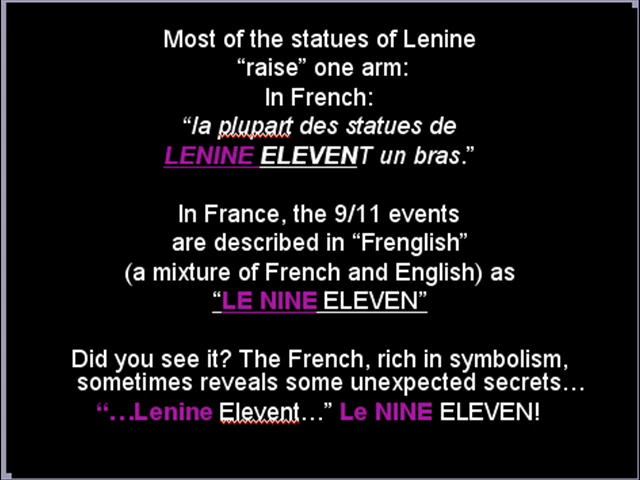 Most of the statues of Lenine
“raise” one arm:
In French:
“la plupart des statues de
LENINE ELEVENT un bras.”
In France, the 9/11 events
are described in “Frenglish”
(a mixture of French and English) as
“LE NINE ELEVEN”
Did you see it? The French, rich in symbolism,
sometimes reveals some unexpected secrets…
“…Lenine Elevent…” Le NINE ELEVEN!